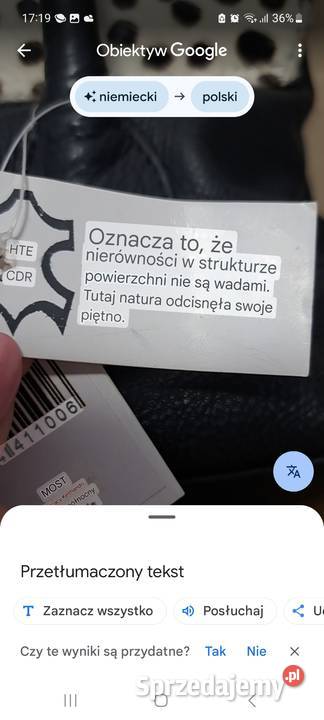 17:19
36%
Obiektyw Google
niemiecki → polski
HTE
CDR
Oznacza to, że
nierówności w strukturze
powierzchni nie są wadami.
Tutaj natura odcisnęła swoje
piętno.
411006
MOST
Przetłumaczony tekst
Zaznacz wszystko
Posłuchaj
Czy te wyniki są przydatne? Tak Nie
Sprzedajemy.pl